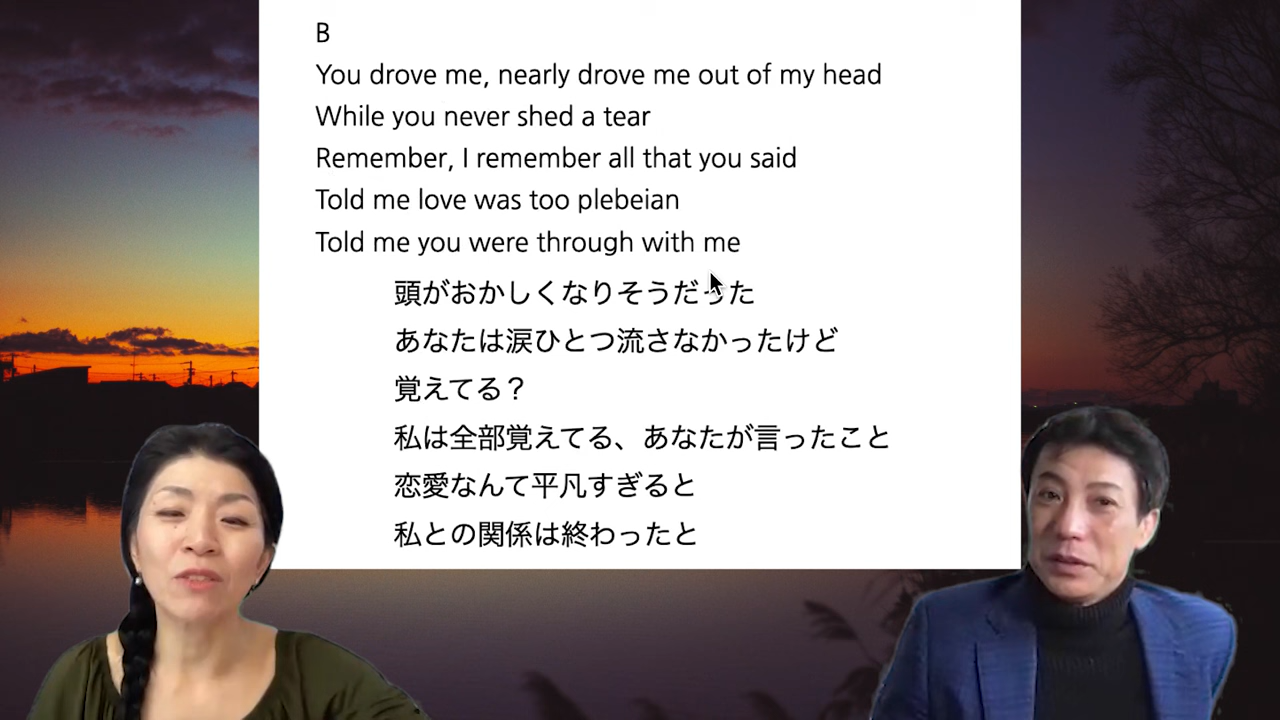 B
You drove me, nearly drove me out of my head
While you never shed a tear
Remember, I remember all that you said
Told me love was too plebeian
Told me you were through with me
頭がおかしくなりそうだった
あなたは涙ひとつ流さなかったけど
覚えてる？
私は全部覚えてる、あなたが言ったこと
恋愛なんて平凡すぎると
私との関係は終わったと